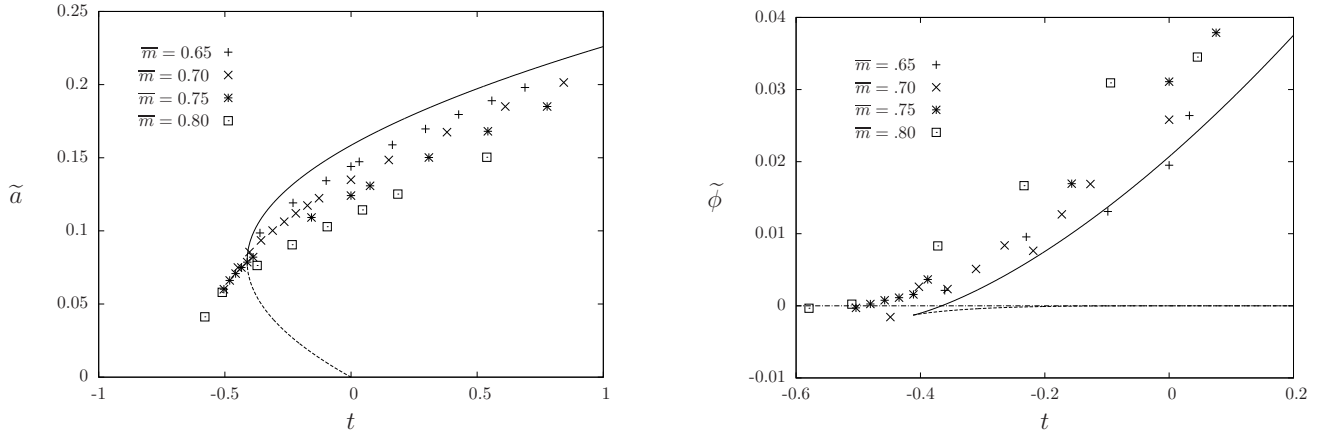 0.25
0.2
0.15
0.1
0.05
0
-1
-0.5
0
0.5
1
ã
t
m̅ = 0.65
m̅ = 0.70
m̅ = 0.75
m̅ = 0.80
0.04
0.03
0.02
0.01
0
-0.01
-0.6
-0.4
-0.2
0
0.2
ϕ̃
t
m̅ = .65
m̅ = .70
m̅ = .75
m̅ = .80